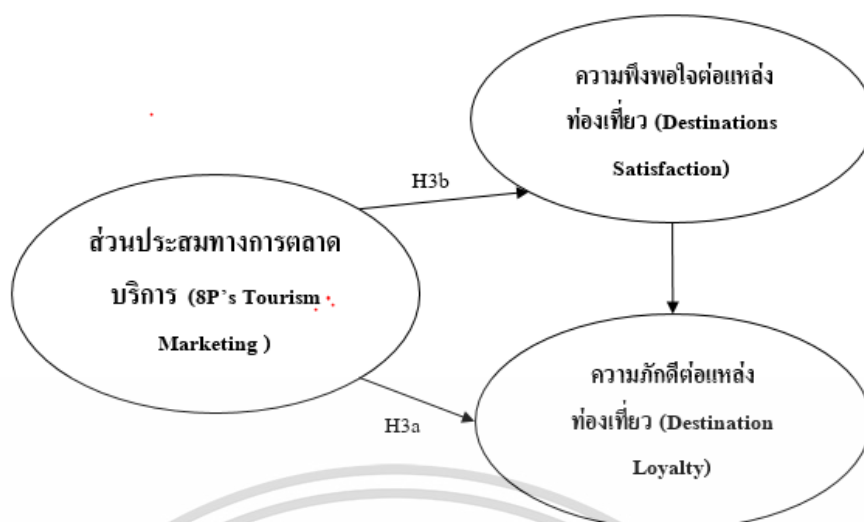 ความพึงพอใจต่อแหล่ง
ท่องเที่ยว (Destinations
Satisfaction)
H3b
ส่วนประสมทางการตลาด
บริการ (8P’s Tourism
Marketing )
H3a
ความภักดีต่อแหล่ง
ท่องเที่ยว (Destination
Loyalty)